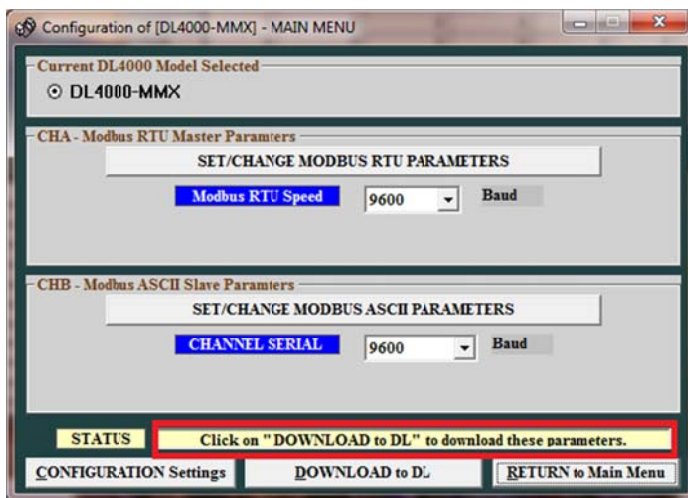 Configuration of [DL4000-MMX] - MAIN MENU
Current DL4000 Model Selected
DL4000-MMX
CHA - Modbus RTU Master Paramters
SET/CHANGE MODBUS RTU PARAMETERS
Modbus RTU Speed 9600 Baud
CHB - Modbus ASCII Slave Paramters
SET/CHANGE MODBUS ASCII PARAMETERS
CHANNEL SERIAL 9600 Baud
STATUS Click on "DOWNLOAD to DL" to download these parameters.
CONFIGURATION Settings DOWNLOAD to DL RETURN to Main Menu